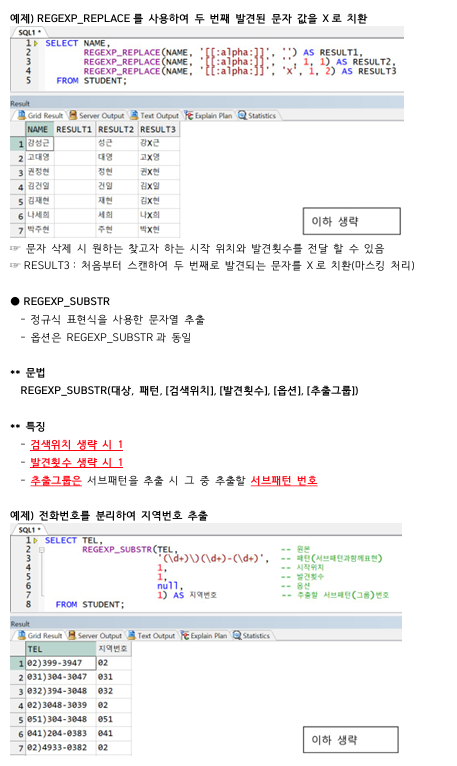 예제) REGEXP_REPLACE 를 사용하여 두 번째 발견된 문자 값을 X 로 치환
SQL1 *
1 SELECT NAME,
2 REGEXP_REPLACE(NAME, '[[:alpha:]]', '') AS RESULT1,
3 REGEXP_REPLACE(NAME, '[[:alpha:]]', '', 1, 1) AS RESULT2,
4 REGEXP_REPLACE(NAME, '[[:alpha:]]', 'X', 1, 2) AS RESULT3
5 FROM STUDENT;
Result
Grid Result Server Output Text Output Explain Plan Statistics
NAME RESULT1 RESULT2 RESULT3
1 강성근 성근 강X근
2 고대영 대영 고X영
3 권정현 정현 권X현
4 김건일 건일 김X일
5 김재현 재현 김X현
6 나세희 세희 나X희
7 박주현 주현 박X현
이하 생략
☞ 문자 삭제 시 원하는 찾고자 하는 시작 위치와 발견횟수를 전달 할 수 있음
☞ RESULT3 : 처음부터 스캔하여 두 번째로 발견되는 문자를 X 로 치환(마스킹 처리)
● REGEXP_SUBSTR
- 정규식 표현식을 사용한 문자열 추출
- 옵션은 REGEXP_SUBSTR 과 동일
** 문법
REGEXP_SUBSTR(대상, 패턴, [검색위치], [발견횟수], [옵션], [추출그룹])
** 특징
- 검색위치 생략 시 1
- 발견횟수 생략 시 1
- 추출그룹은 서브패턴을 추출 시 그 중 추출할 서브패턴 번호
예제) 전화번호를 분리하여 지역번호 추출
SQL1 *
1 SELECT TEL,
2 REGEXP_SUBSTR(TEL, -- 원본
3 '(\d+)\)(\d+)-(\d+)', -- 패턴(서브패턴과함께표현)
4 1, -- 시작위치
5 1, -- 발견횟수
6 null, -- 옵션
7 1) AS 지역번호 -- 추출할 서브패턴(그룹)번호
8 FROM STUDENT;
Result
Grid Result Server Output Text Output Explain Plan Statistics
TEL 지역번호
1 02)399-3947 02
2 031)304-3047 031
3 032)394-3048 032
4 02)3048-3039 02
5 051)304-3048 051
6 041)204-0383 041
7 02)4933-0382 02
이하 생략